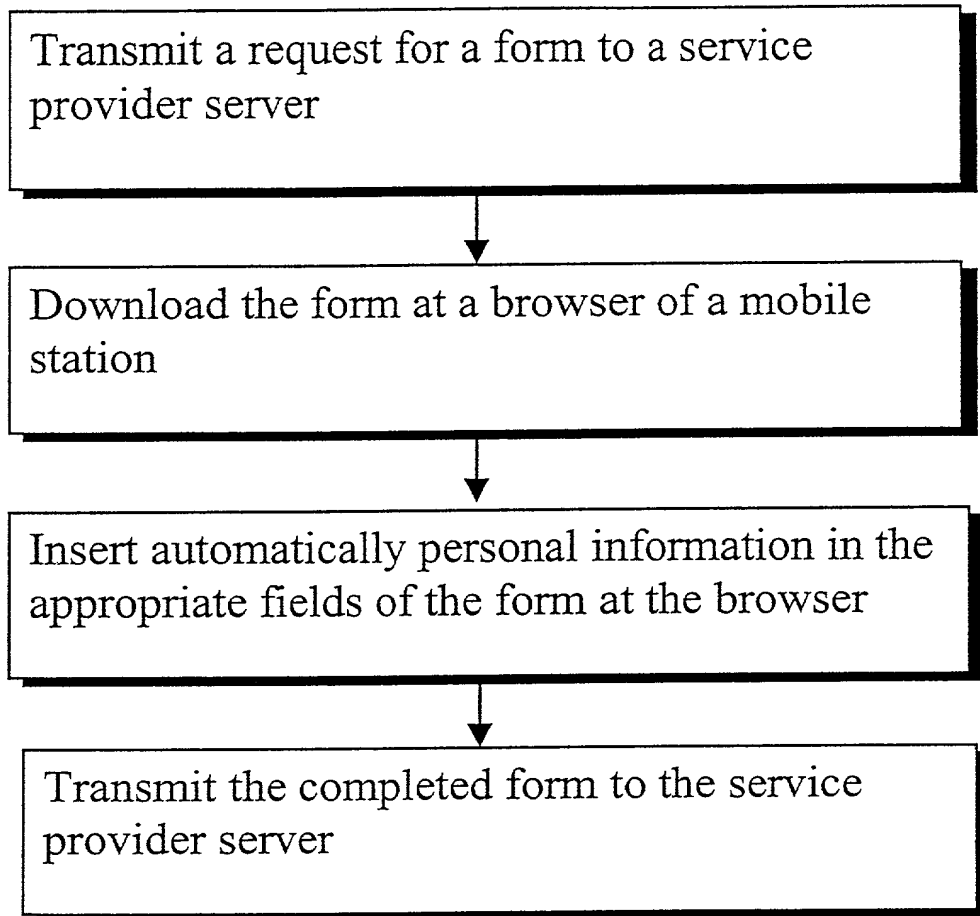 Transmit a request for a form to a service
provider server
Download the form at a browser of a mobile
station
Insert automatically personal information in the
appropriate fields of the form at the browser
Transmit the completed form to the service
provider server